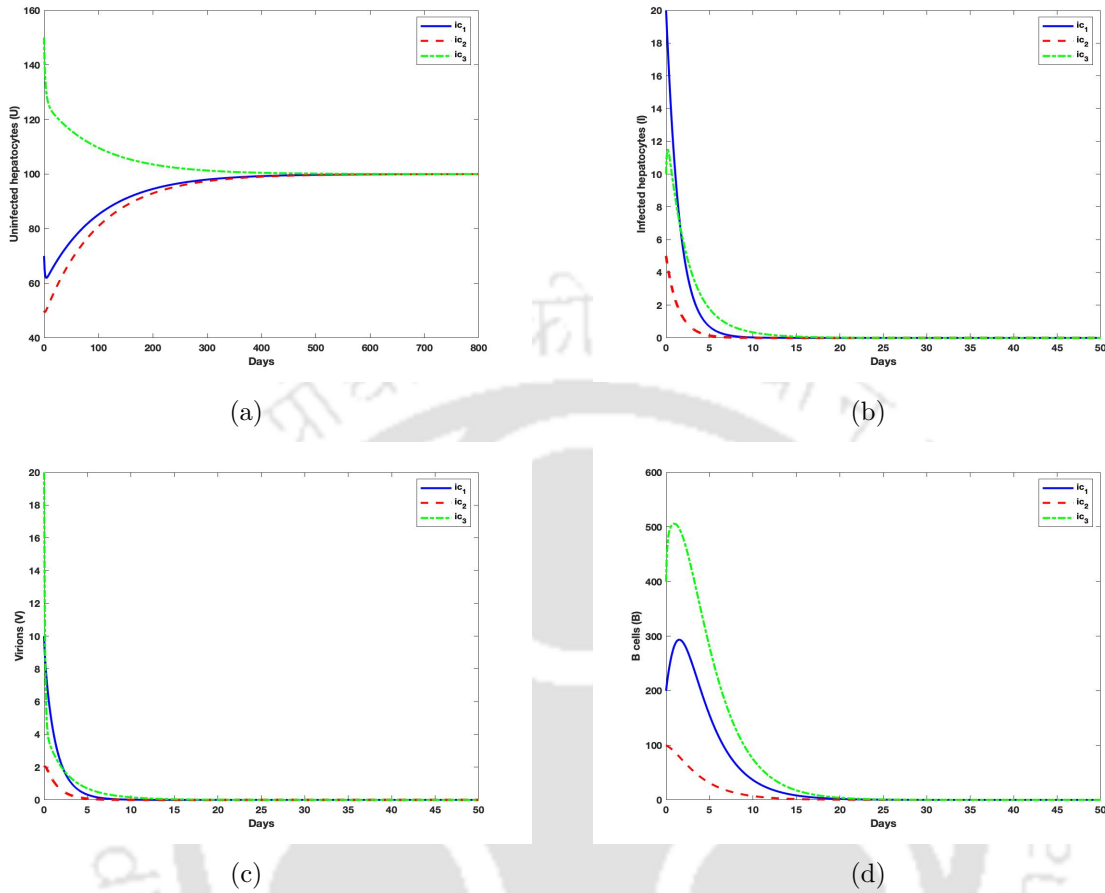 160
140
120
100
80
60
40
Uninfected hepatocytes (U)
0 100 200 300 400 500 600 700 800
Days
ic1
ic2
ic3
(a)
20
18
16
14
12
10
8
6
4
2
0
Infected hepatocytes (I)
0 5 10 15 20 25 30 35 40 45 50
Days
ic1
ic2
ic3
(b)
20
18
16
14
12
10
8
6
4
2
0
Virions (V)
0 5 10 15 20 25 30 35 40 45 50
Days
ic1
ic2
ic3
(c)
600
500
400
300
200
100
0
B cells (B)
0 5 10 15 20 25 30 35 40 45 50
Days
ic1
ic2
ic3
(d)